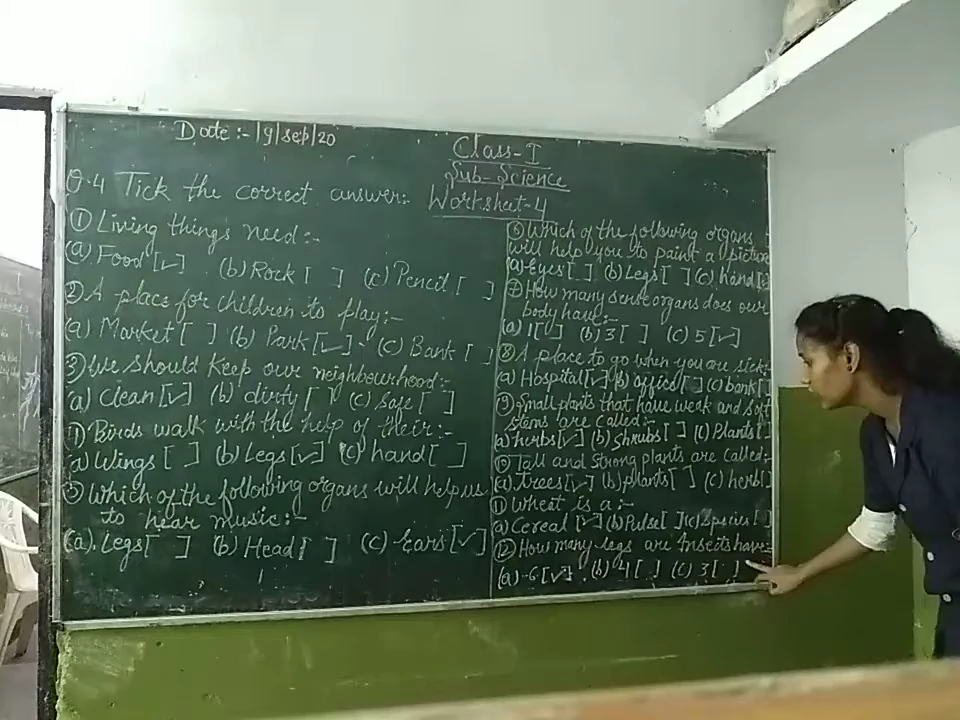 Date :- 19/sep/20
Class-I
Sub-Science
Q.4 Tick the correct answer:- Worksheet-4
① Living things need:-
(a) Food [✓] (b) Rock [ ] (c) Pencil [ ]
② A place for children to play:-
(a) Market [ ] (b) Park [✓] (c) Bank [ ]
③ We should keep our neighbourhood:-
(a) Clean [✓] (b) dirty [ ] (c) Safe [ ]
④ Birds walk with the help of their:-
(a) Wings [ ] (b) Legs [✓] (c) hand [ ]
⑤ Which of the following organs will help us
to hear music:-
(a). Legs [ ] (b) Head [ ] (c) Ears [✓]
⑥ Which of the following organs
will help you to paint a picture
(a) Eyes [ ] (b) Legs [ ] (c) hand [✓]
⑦ How many sense organs does our
body have:-
(a) 1 [ ] (b) 3 [ ] (c) 5 [✓]
⑧ A place to go when you are sick:
(a) Hospital [✓] (b) office [ ] (c) bank [ ]
⑨ Small plants that have weak and soft
stems are called:-
(a) herbs [✓] (b) Shrubs [ ] (c) Plants [ ]
⑩ Tall and Strong plants are called:-
(a) Trees [✓] (b) plants [ ] (c) herb [ ]
⑪ Wheat is a:-
(a) Cereal [✓] (b) Pulse [ ] (c) Spcies [ ]
⑫ How many legs are Insects have:-
(a) 6 [✓] (b) 4 [ ] (c) 3 [ ]